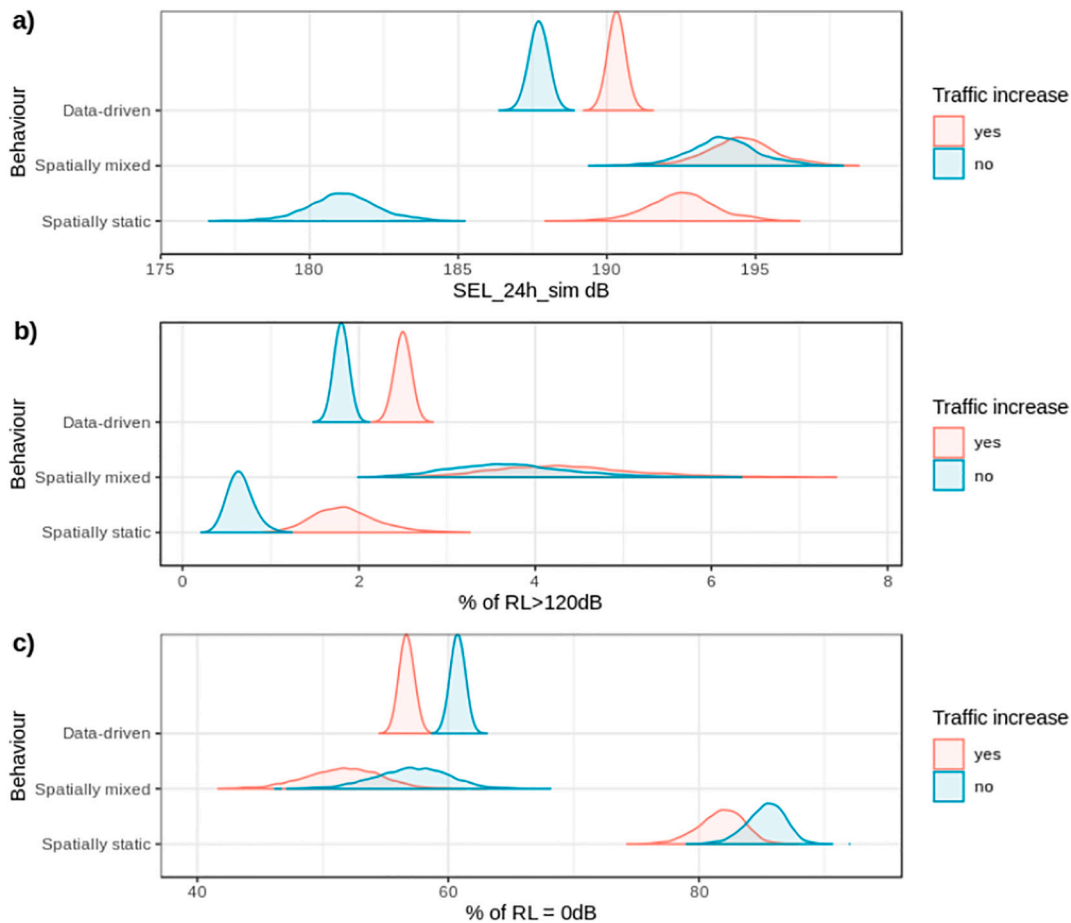 a)
Behaviour
Data-driven
Spatially mixed
Spatially static
175 180 185 190 195
SEL_24h_sim dB
Traffic increase
yes
no
b)
Behaviour
Data-driven
Spatially mixed
Spatially static
0 2 4 6 8
% of RL>120dB
Traffic increase
yes
no
c)
Behaviour
Data-driven
Spatially mixed
Spatially static
40 60 80
% of RL = 0dB
Traffic increase
yes
no